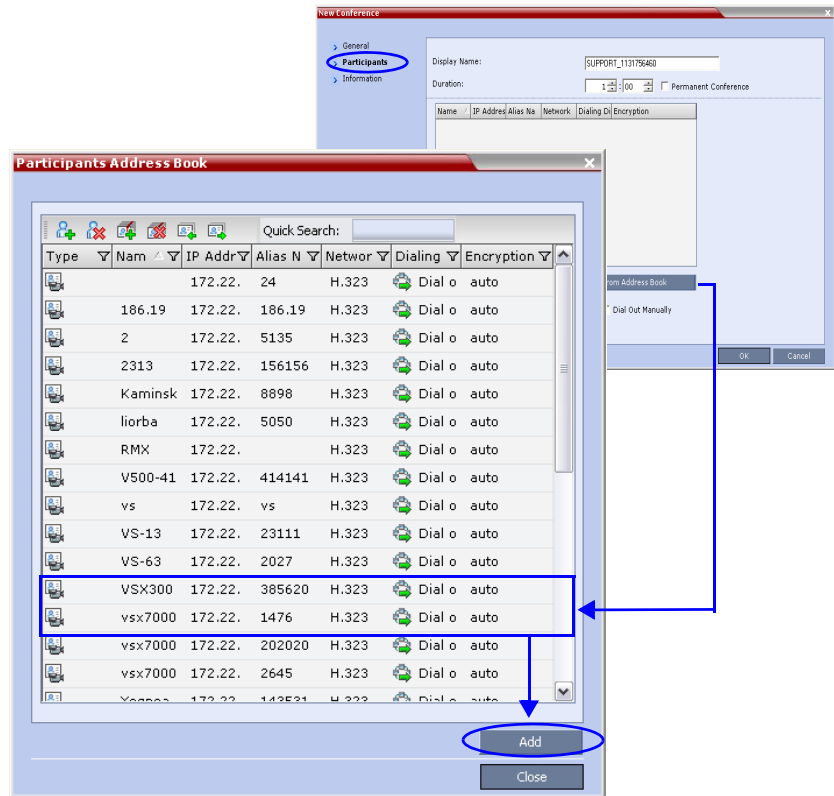 New Conference
General
Participants
Information
Display Name: SUPPORT_1131756460
Duration: 1 : 00 Permanent Conference
Name IP Addres Alias Na Network Dialing Di Encryption
rom Address Book
Dial Out Manually
OK Cancel
Participants Address Book
Quick Search:
Type Nam IP Addr Alias N Networ Dialing Encryption
172.22. 24 H.323 Dial o auto
186.19 172.22. 186.19 H.323 Dial o auto
2 172.22. 5135 H.323 Dial o auto
2313 172.22. 156156 H.323 Dial o auto
Kaminsk 172.22. 8898 H.323 Dial o auto
liorba 172.22. 5050 H.323 Dial o auto
RMX 172.22. H.323 Dial o auto
V500-41 172.22. 414141 H.323 Dial o auto
vs 172.22. vs H.323 Dial o auto
VS-13 172.22. 23111 H.323 Dial o auto
VS-63 172.22. 2027 H.323 Dial o auto
VSX300 172.22. 385620 H.323 Dial o auto
vsx7000 172.22. 1476 H.323 Dial o auto
vsx7000 172.22. 202020 H.323 Dial o auto
vsx7000 172.22. 2645 H.323 Dial o auto
172.22. 143531 H.323 Dial o auto
Add
Close